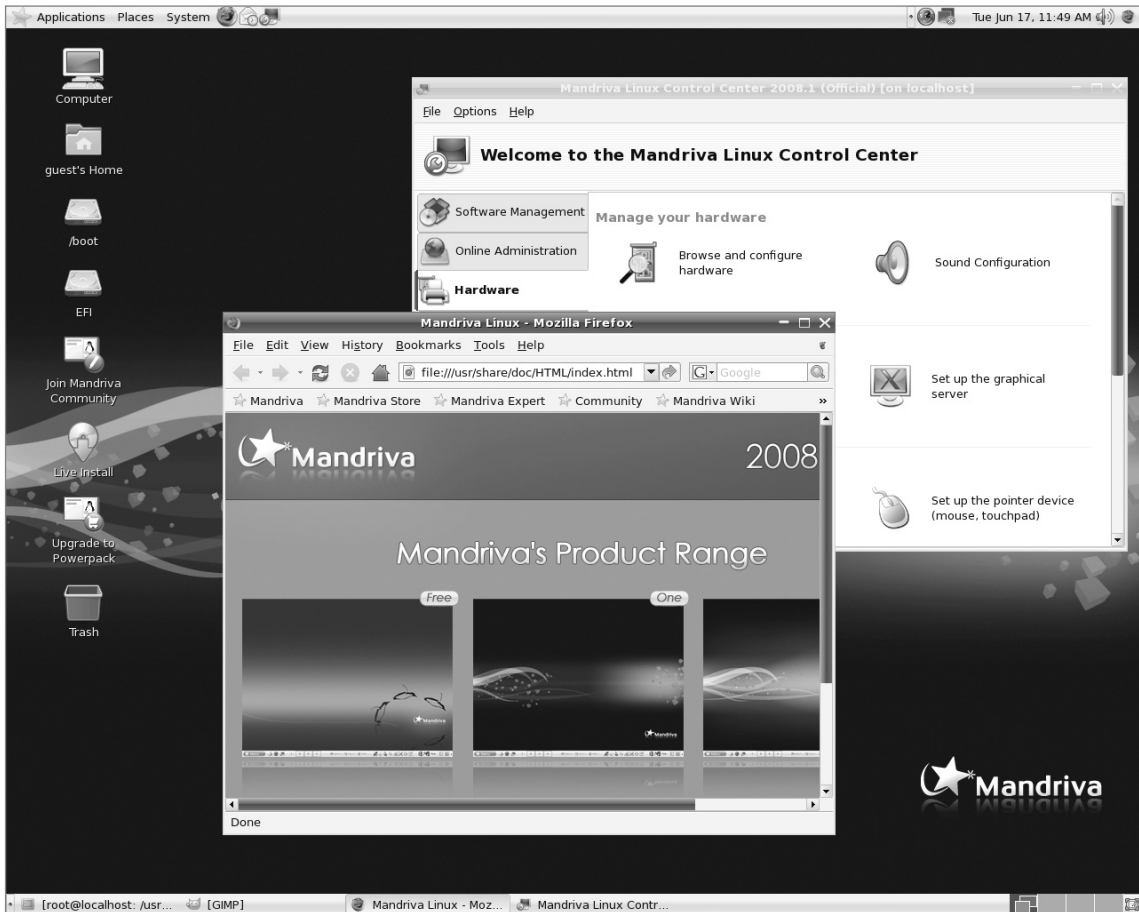 Applications Places System
Tue Jun 17, 11:49 AM
Computer
guest's Home
/boot
EFI
Join Mandriva
Community
Live Install
Upgrade to
Powerpack
Trash
Mandriva Linux Control Center 2008.1 (Official) [on localhost]
File Options Help
Welcome to the Mandriva Linux Control Center
Software Management
Online Administration
Hardware
Manage your hardware
Browse and configure
hardware
Sound Configuration
Set up the graphical
server
Set up the pointer device
(mouse, touchpad)
Mandriva Linux - Mozilla Firefox
File Edit View History Bookmarks Tools Help
file:///usr/share/doc/HTML/index.html
G
Google
Mandriva Mandriva Store Mandriva Expert Community Mandriva Wiki »
Mandriva
2008
Mandriva's Product Range
Free
One
Mandriva
Mandriva
Done
Mandriva
[root@localhost: /usr... [GIMP] Mandriva Linux - Moz... Mandriva Linux Contr...